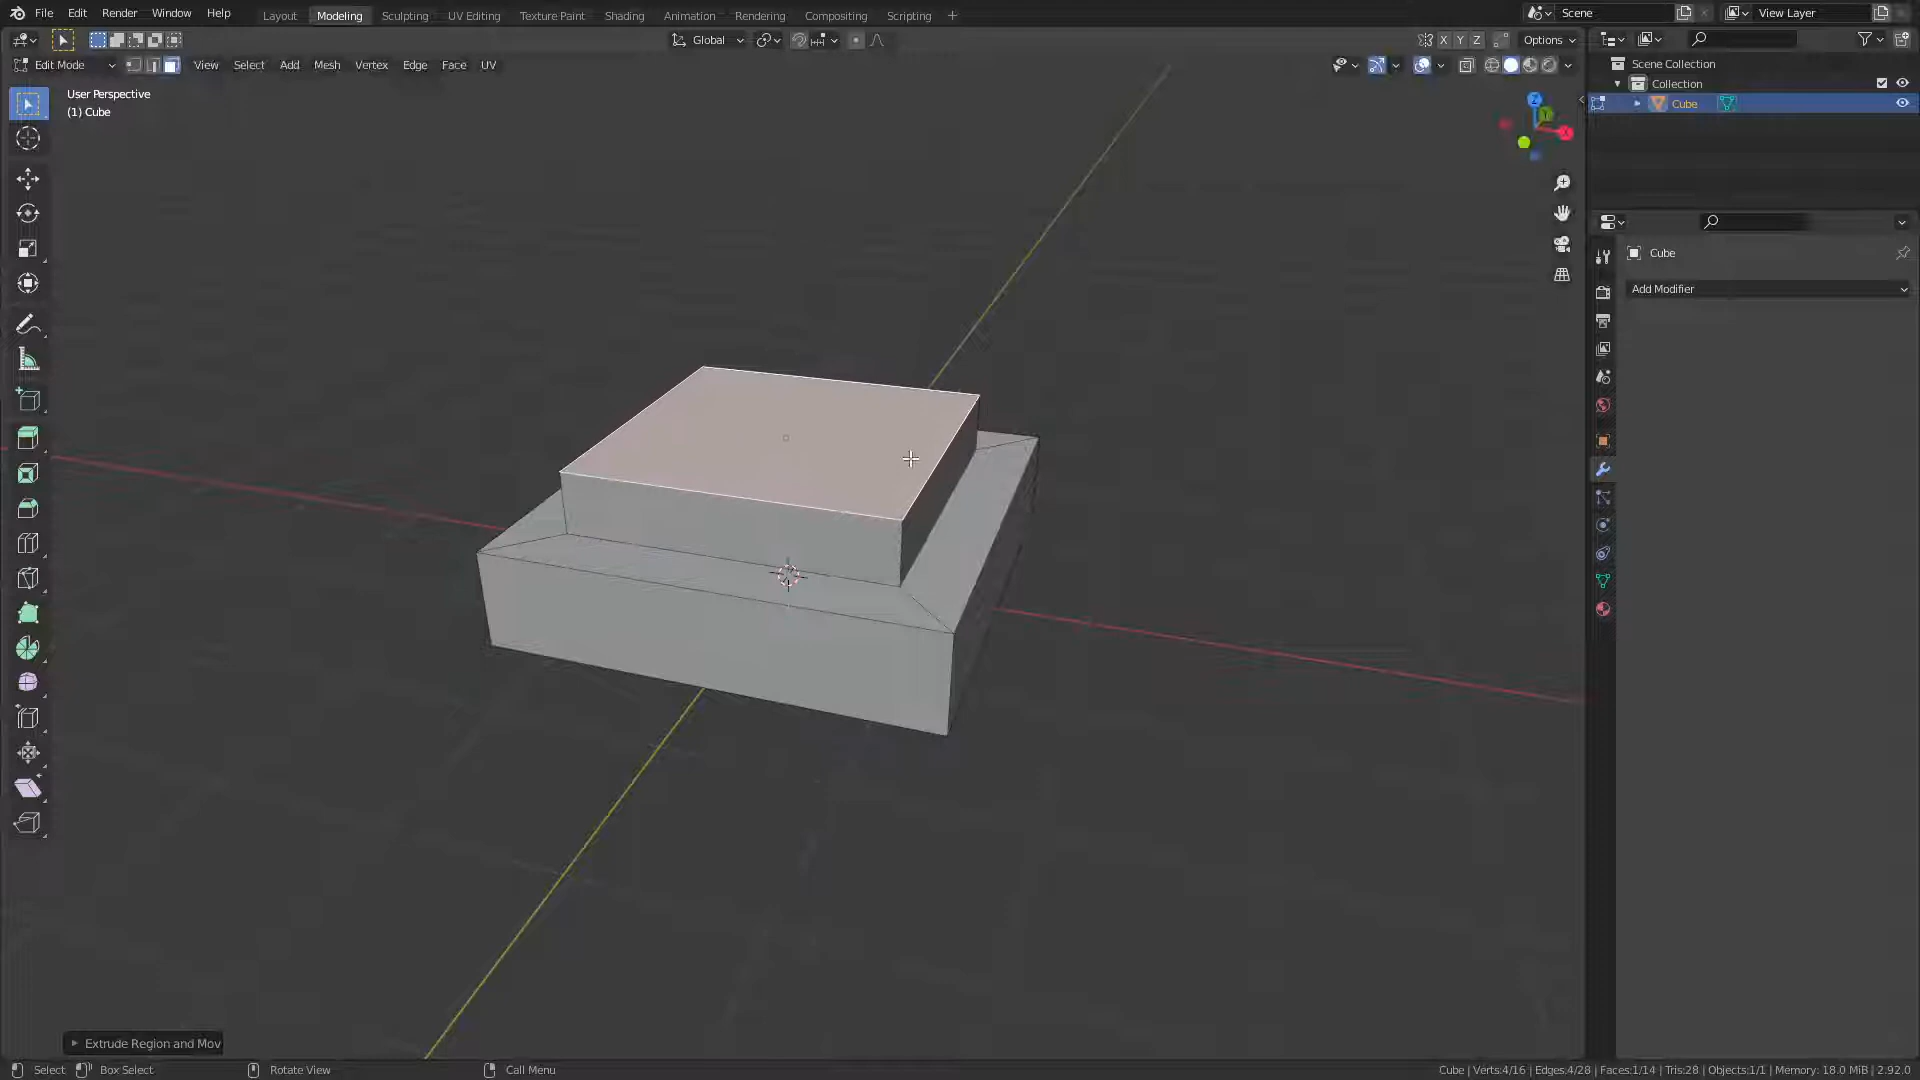 File Edit Render Window Help Layout Modeling Sculpting UV Editing Texture Paint Shading Animation Rendering Compositing Scripting + Scene View Layer
Global X Y Z Options
Edit Mode View Select Add Mesh Vertex Edge Face UV
Scene Collection
Collection
Cube
User Perspective
(1) Cube
Z
Y
X
Cube
Add Modifier
Extrude Region and Mov
Select Box Select Rotate View Call Menu Cube | Verts:4/16 | Edges:4/28 | Faces:1/14 | Tris:28 | Objects:1/1 | Memory: 18.0 MiB | 2.92.0